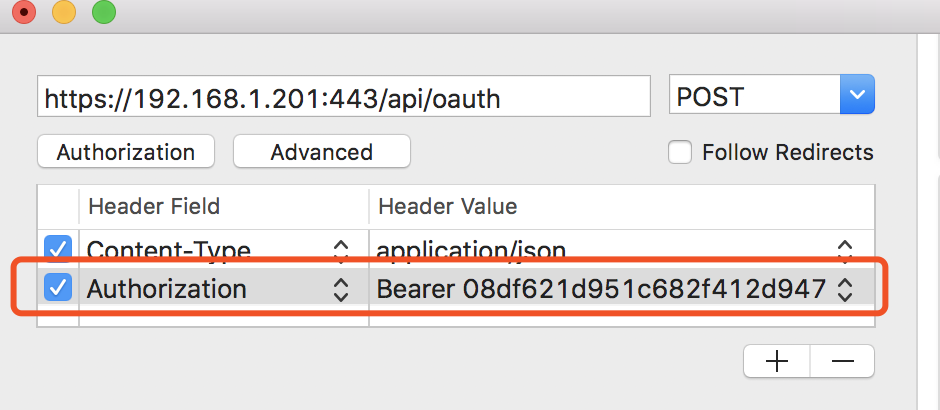 https://192.168.1.201:443/api/oauth POST
Authorization Advanced Follow Redirects
Header Field Header Value
Content-Type application/json
Authorization Bearer 08df621d951c682f412d947